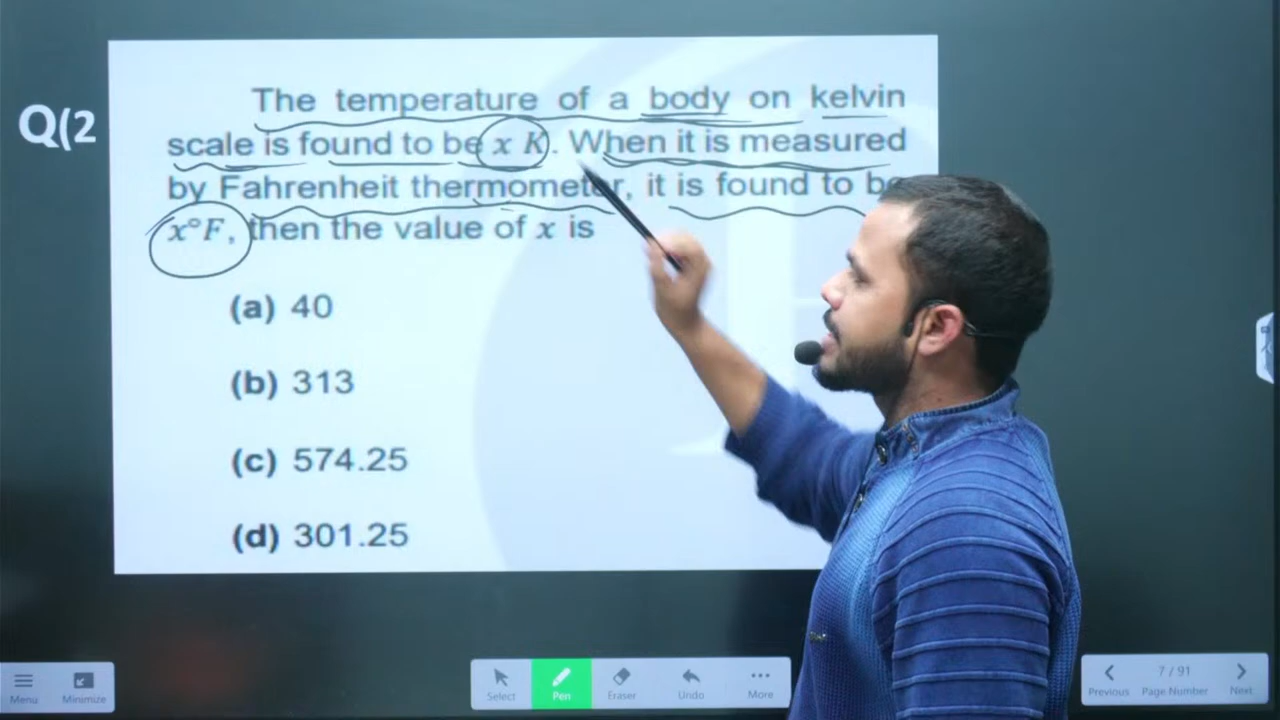 Q(2
The temperature of a body on kelvin
scale is found to be x K. When it is measured
by Fahrenheit thermometer, it is found to be
x°F, then the value of x is
(a) 40
(b) 313
(c) 574.25
(d) 301.25
Menu
Minimize
Select
Pen
Eraser
Undo
More
Previous
7 / 91
Page Number
Next